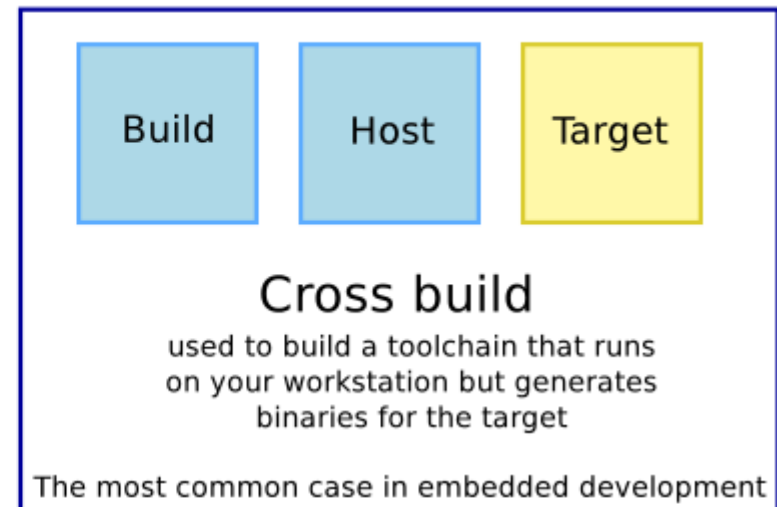 Build Host Target
Cross build
used to build a toolchain that runs
on your workstation but generates
binaries for the target
The most common case in embedded development